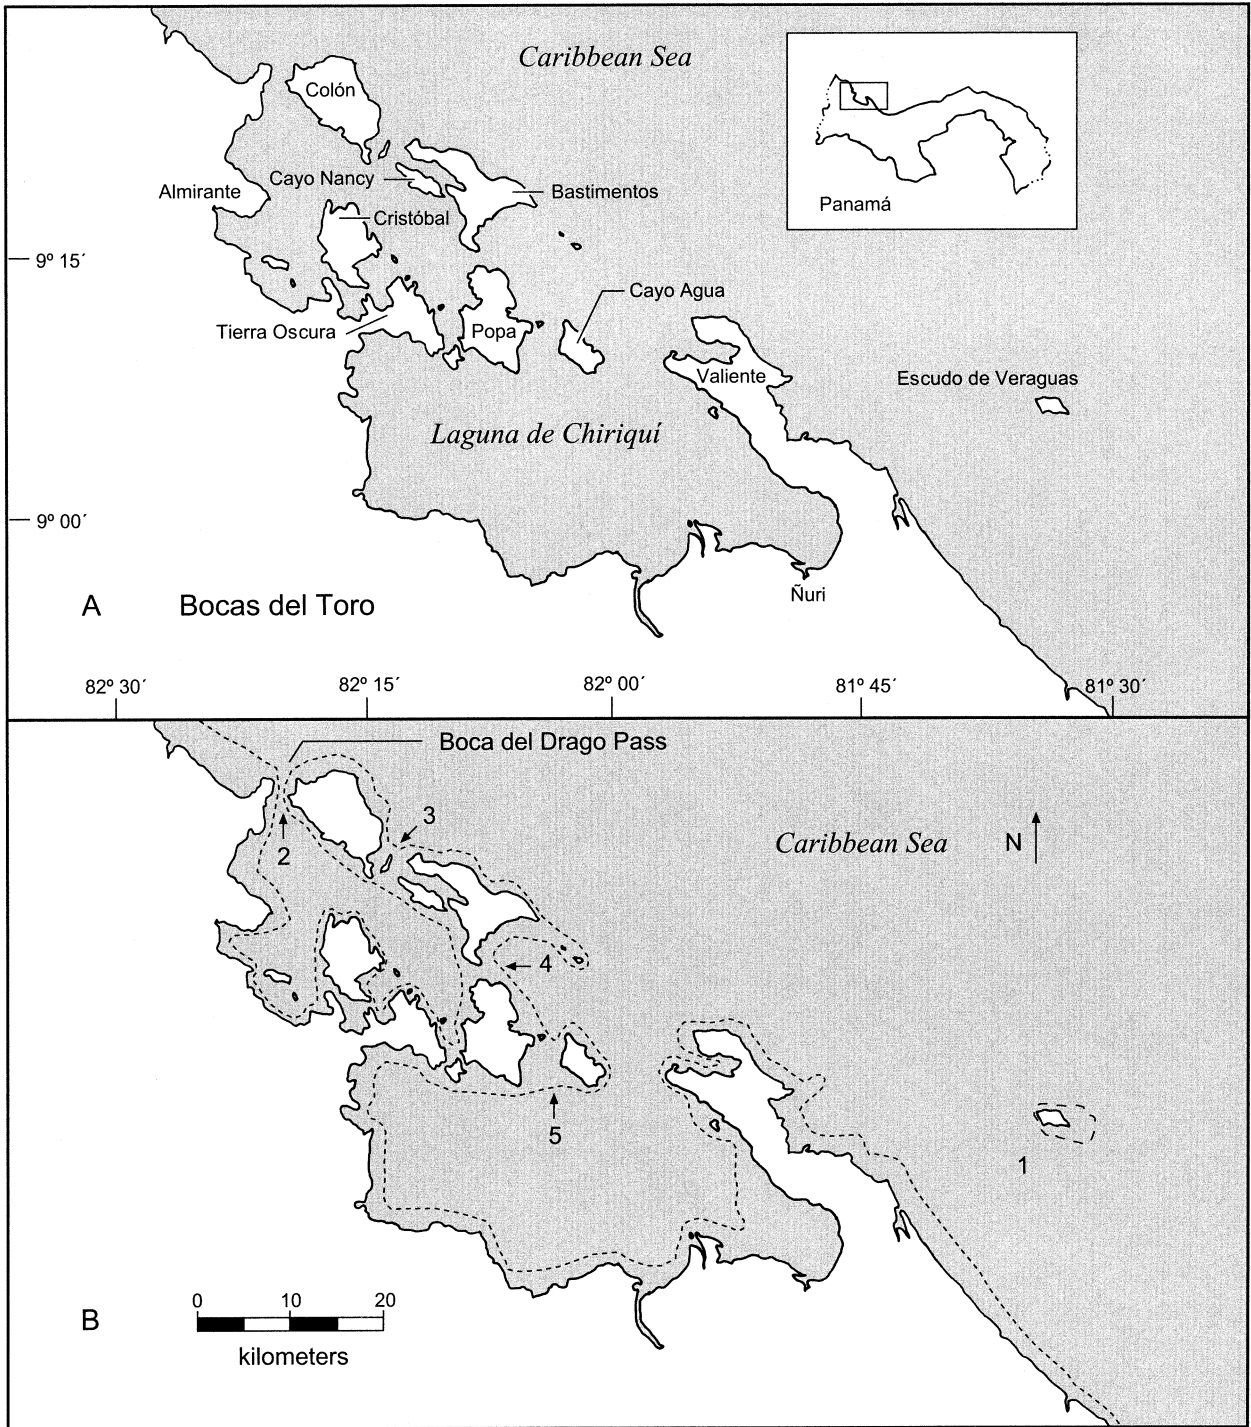 Caribbean Sea
Colón
Cayo Nancy
Almirante
Bastimentos
Cristóbal
Panamá
9º 15´
Cayo Agua
Tierra Oscura
Popa
Valiente
Escudo de Veraguas
Laguna de Chiriquí
9º 00´
Ñuri
A
Bocas del Toro
82º 30´
82º 15´
82º 00´
81º 45´
81º 30´
Boca del Drago Pass
3
Caribbean Sea
N
2
4
5
1
0
10
20
B
kilometers